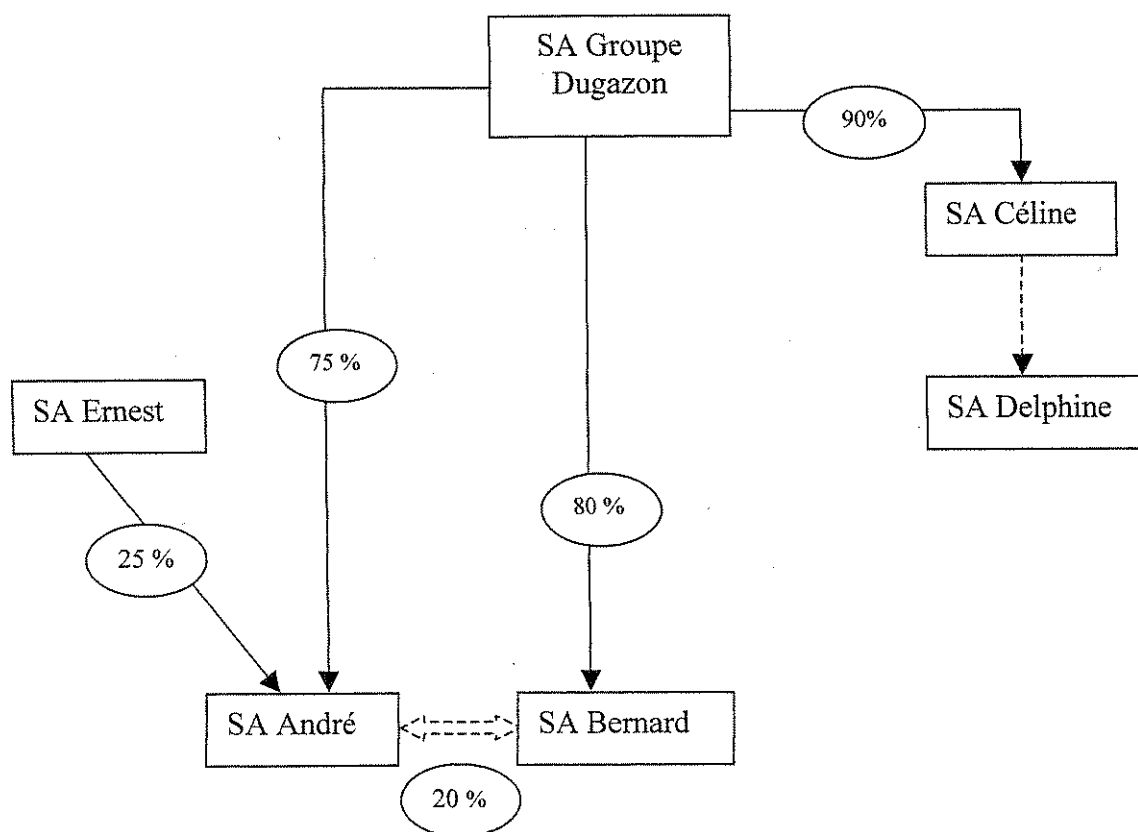 SA Groupe
Dugazon
90%
SA Céline
75 %
SA Ernest
SA Delphine
80 %
25 %
SA André
SA Bernard
20 %